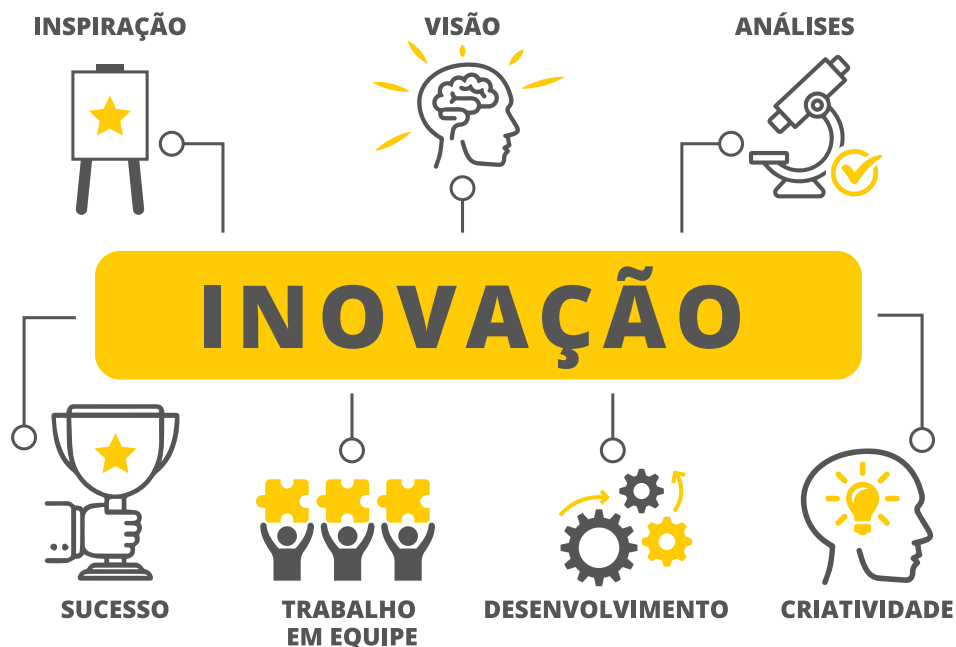 INSPIRAÇÃO
VISÃO
ANÁLISES
INOVAÇÃO
SUCESSO
TRABALHO
EM EQUIPE
DESENVOLVIMENTO
CRIATIVIDADE